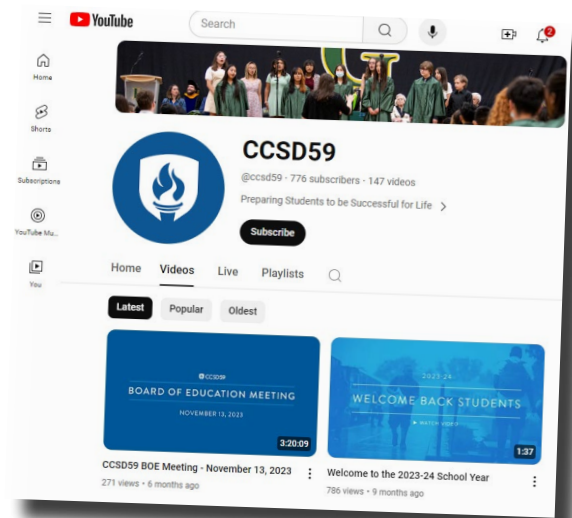 YouTube
Search
2
Home
Shorts
Subscriptions
YouTube Mu...
You
CCSD59
@ccsd59 · 776 subscribers · 147 videos
Preparing Students to be Successful for Life >
Subscribe
Home Videos Live Playlists
Latest Popular Oldest
CCSD59
BOARD OF EDUCATION MEETING
NOVEMBER 13, 2023
3:20:09
2023-24
WELCOME BACK STUDENTS
▶ WATCH VIDEO
1:37
CCSD59 BOE Meeting - November 13, 2023
271 views • 6 months ago
Welcome to the 2023-24 School Year
786 views • 9 months ago